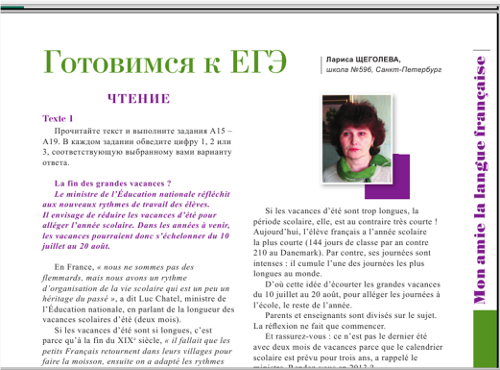 Готовимся к ЕГЭ
Лариса ЩЕГОЛЕВА,
школа №596, Санкт-Петербург
ЧТЕНИЕ
Texte 1
Прочитайте текст и выполните задания А15 –
А19. В каждом задании обведите цифру 1, 2 или
3, соответствующую выбранному вами варианту
ответа.
La fin des grandes vacances ?
Le ministre de l’Éducation nationale réfléchit
aux nouveaux rythmes de travail des élèves.
Il envisage de réduire les vacances d’été pour
alléger l’année scolaire. Dans les années à venir,
les vacances pourraient donc s’échelonner du 10
juillet au 20 août.
En France, « nous ne sommes pas des
flemmards, mais nous avons un rythme
d’organisation de la vie scolaire qui est un peu un
héritage du passé », a dit Luc Chatel, ministre de
l’Éducation nationale, en parlant de la longueur des
vacances scolaires d’été (deux mois).
Si les vacances d’été sont si longues, c’est
parce qu’à la fin du XIXᵉ siècle, « il fallait que les
petits Français retournent dans leurs villages pour
faire la moisson, ensuite on a adapté les rythmes
Si les vacances d’été sont trop longues, la
période scolaire, elle, est au contraire très courte !
Aujourd’hui, l’élève français a l’année scolaire
la plus courte (144 jours de classe par an contre
210 au Danemark). Par contre, ses journées sont
intenses : il cumule l’une des journées les plus
longues au monde.
D’où cette idée d’écourter les grandes vacances
du 10 juillet au 20 août, pour alléger les journées à
l’école, le reste de l’année.
Parents et enseignants sont divisés sur le sujet.
La réflexion ne fait que commencer.
Et rassurez-vous : ce n’est pas le dernier été
avec deux mois de vacances parce que le calendrier
scolaire est prévu pour trois ans, a rappelé le
ministre. Rendez-vous en 2013 ?
Mon amie la langue française